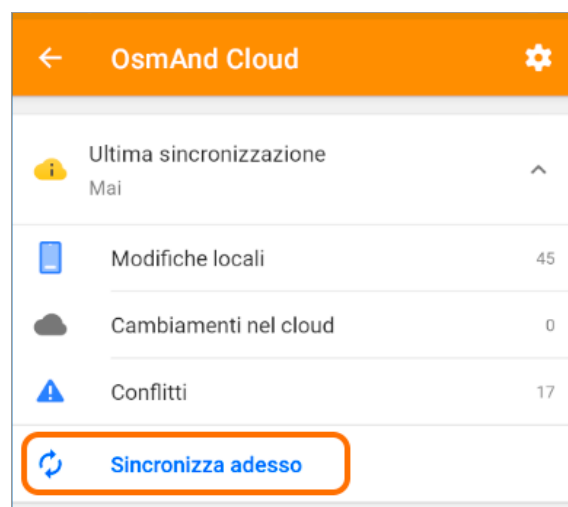 OsmAnd Cloud
Ultima sincronizzazione
Mai
Modifiche locali 45
Cambiamenti nel cloud 0
Conflitti 17
Sincronizza adesso